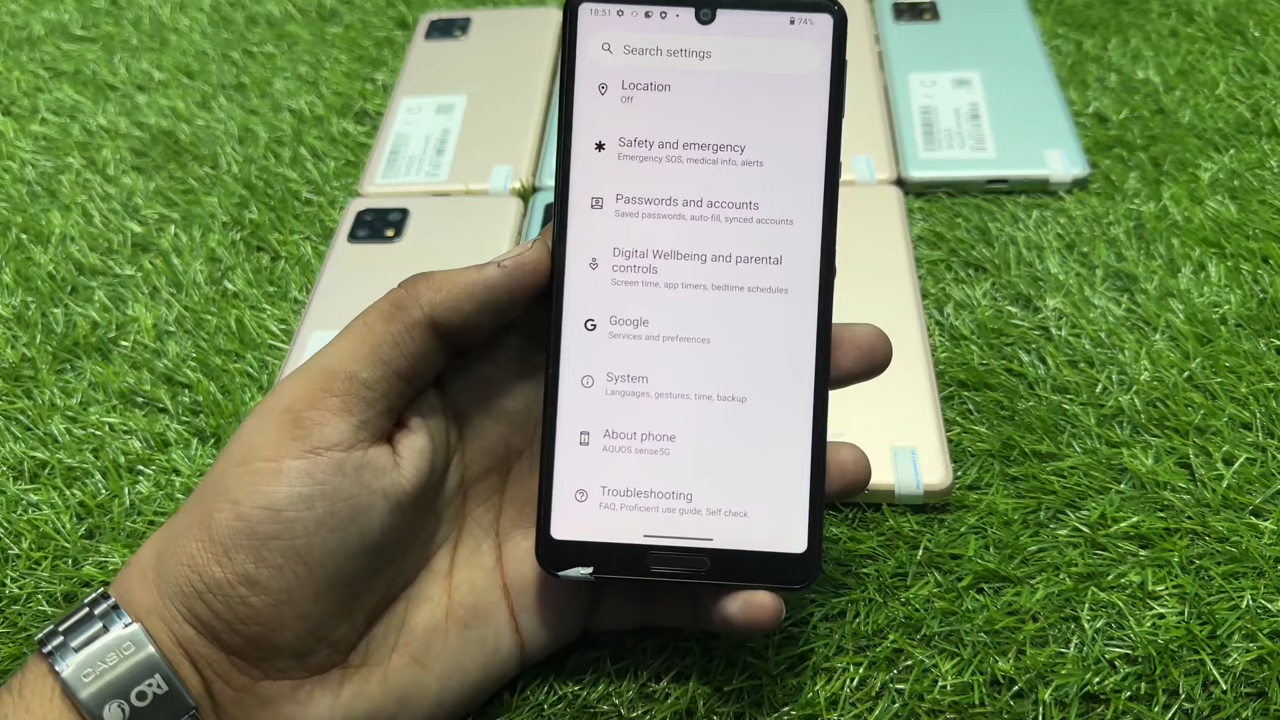 18:51
74%
Search settings
Location
Off
Safety and emergency
Emergency SOS, medical info, alerts
Passwords and accounts
Saved passwords, auto-fill, synced accounts
Digital Wellbeing and parental
controls
Screen time, app timers, bedtime schedules
Google
Services and preferences
System
Languages, gestures, time, backup
About phone
AQUOS sense5G
Troubleshooting
FAQ, Proficient use guide, Self check.
CASIO
ORI